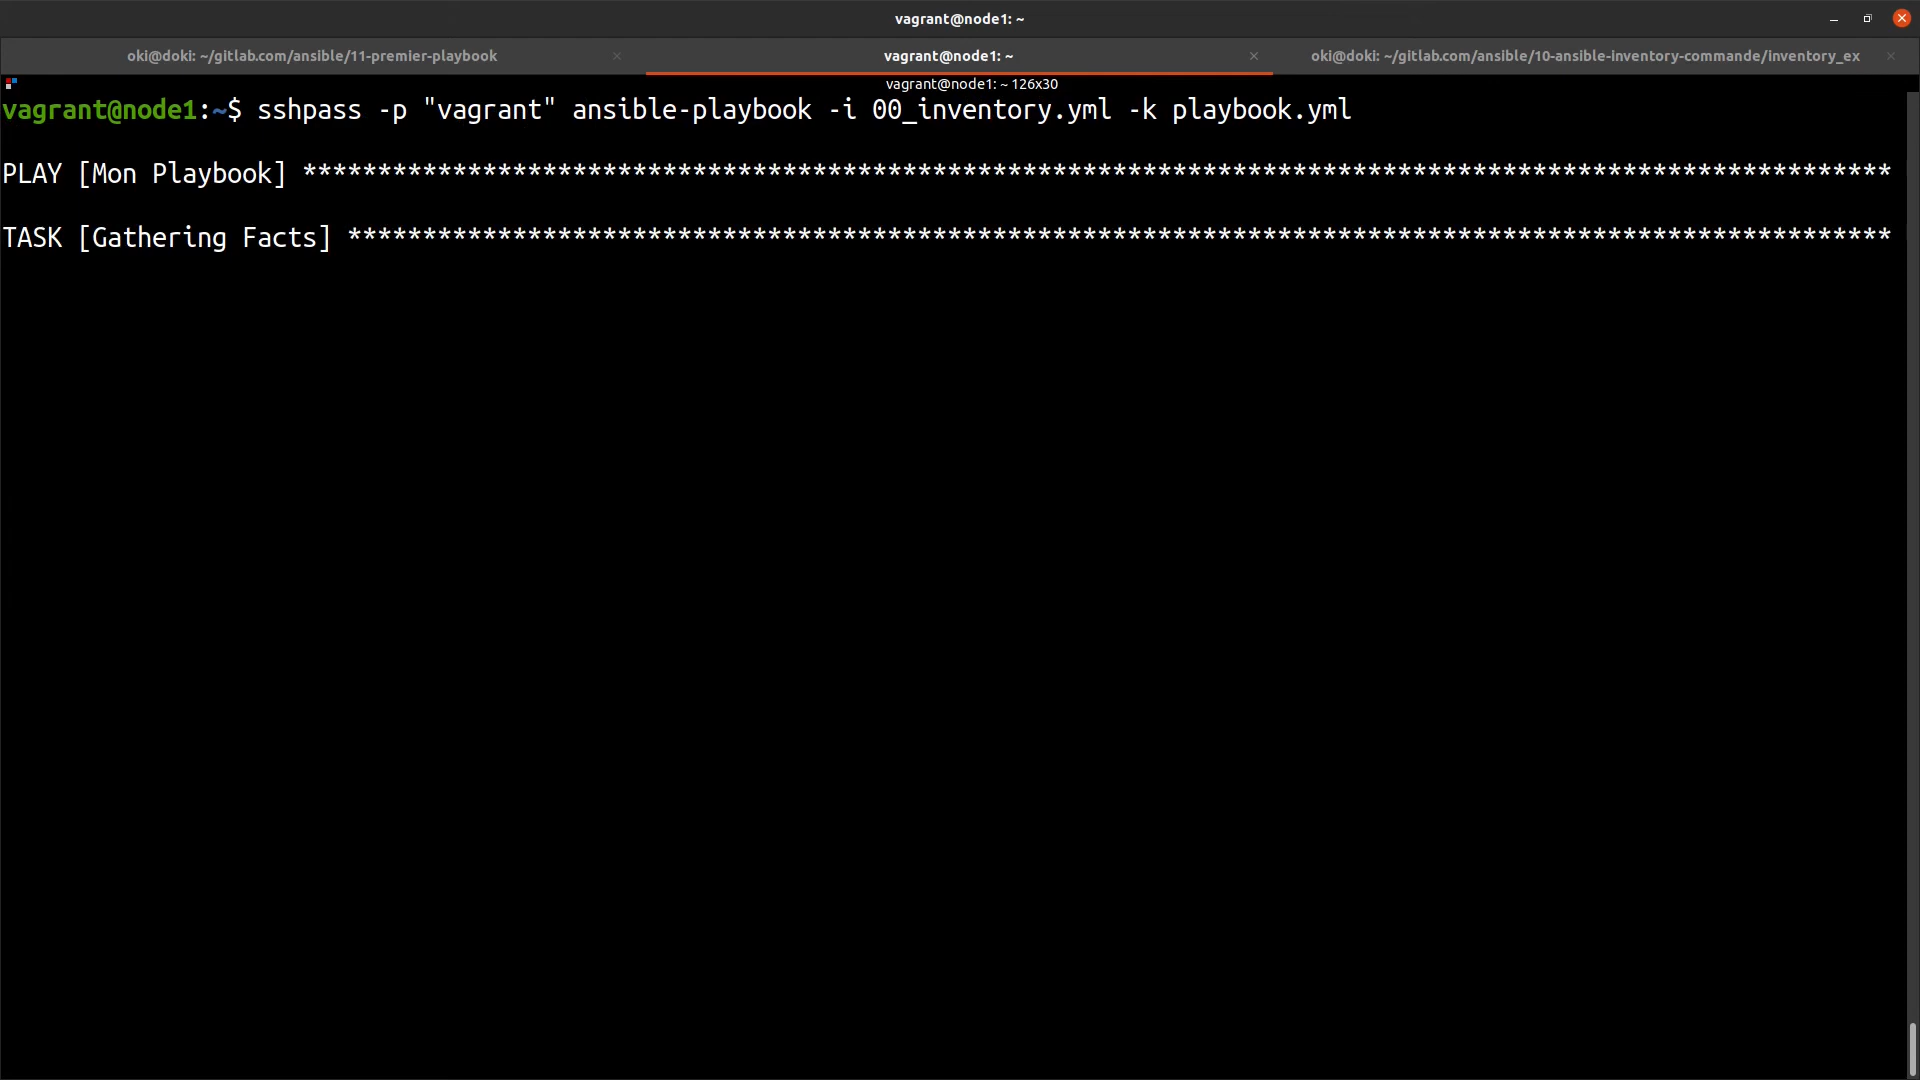 vagrant@node1: ~
oki@doki: ~/gitlab.com/ansible/11-premier-playbook
vagrant@node1: ~
oki@doki: ~/gitlab.com/ansible/10-ansible-inventory-commande/inventory_ex
vagrant@node1: ~ 126x30
vagrant@node1:~$ sshpass -p "vagrant" ansible-playbook -i 00_inventory.yml -k playbook.yml
PLAY [Mon Playbook] **********************************************************************************************************
TASK [Gathering Facts] *******************************************************************************************************